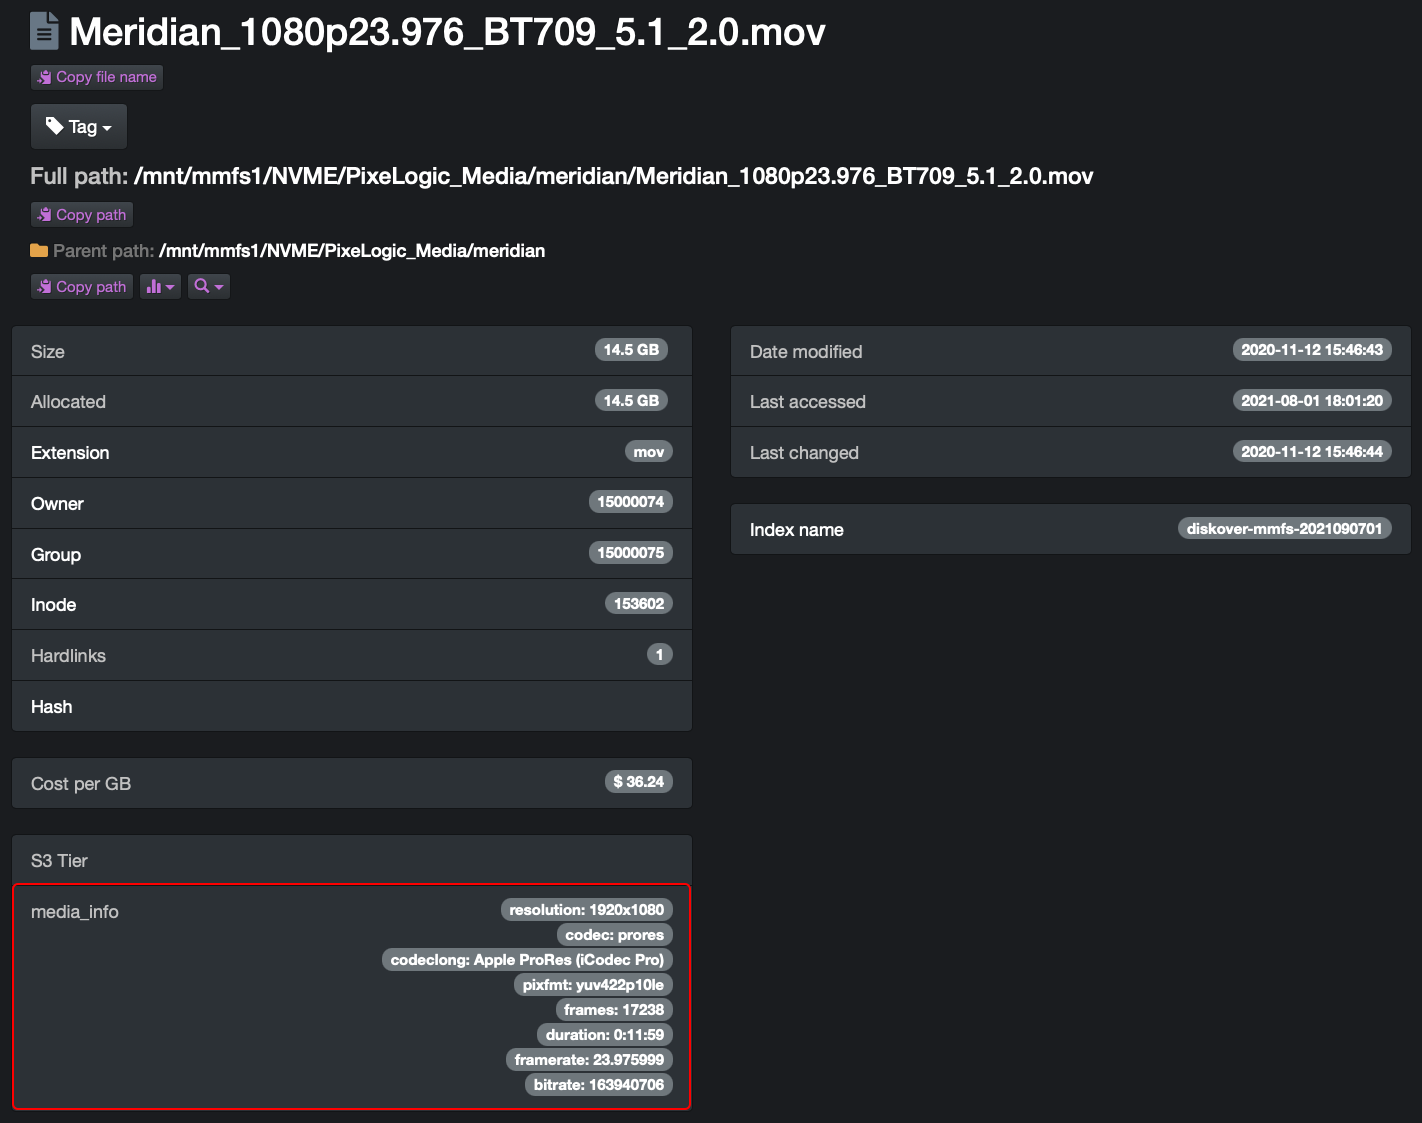 Meridian_1080p23.976_BT709_5.1_2.0.mov
Copy file name
Tag
Full path: /mnt/mmfs1/NVME/PixeLogic_Media/meridian/Meridian_1080p23.976_BT709_5.1_2.0.mov
Copy path
Parent path: /mnt/mmfs1/NVME/PixeLogic_Media/meridian
Copy path
Size 14.5 GB
Allocated 14.5 GB
Extension mov
Owner 15000074
Group 15000075
Inode 153602
Hardlinks 1
Hash
Cost per GB $ 36.24
S3 Tier
media_info resolution: 1920x1080
codec: prores
codeclong: Apple ProRes (iCodec Pro)
pixfmt: yuv422p10le
frames: 17238
duration: 0:11:59
framerate: 23.975999
bitrate: 163940706
Date modified 2020-11-12 15:46:43
Last accessed 2021-08-01 18:01:20
Last changed 2020-11-12 15:46:44
Index name diskover-mmfs-2021090701